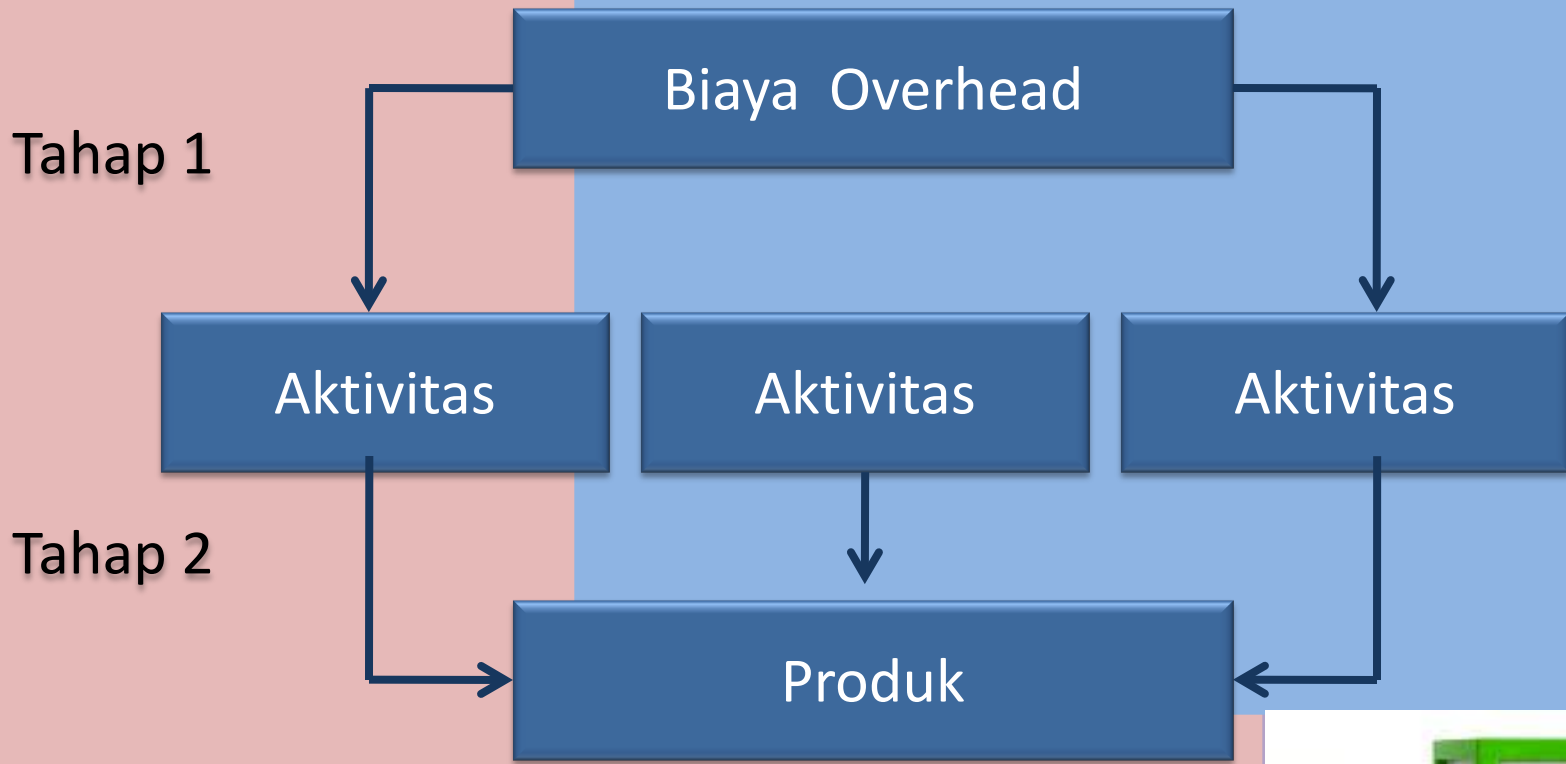 Biaya Overhead
Tahap 1
Aktivitas
Aktivitas
Aktivitas
Tahap 2
Produk